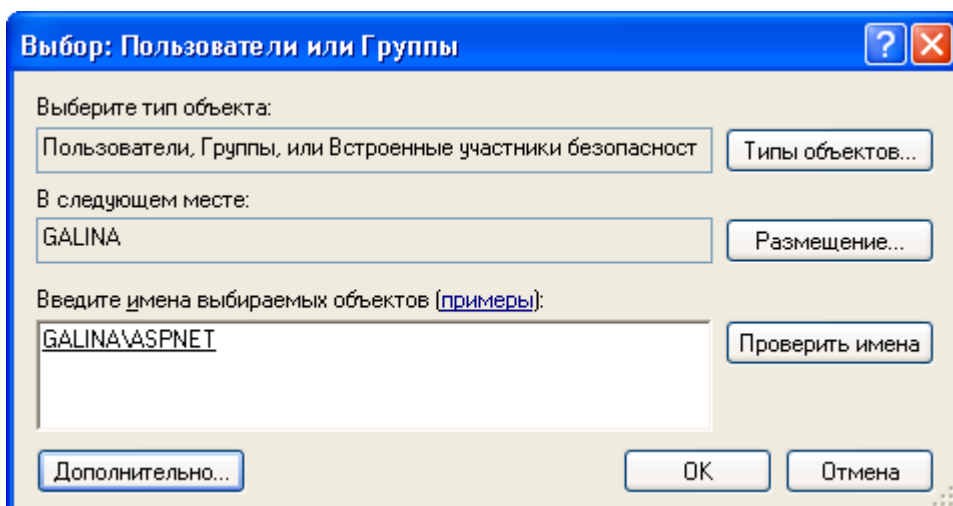 Выбор: Пользователи или Группы
Выберите тип объекта:
Пользователи, Группы, или Встроенные участники безопасност
Типы объектов...
В следующем месте:
GALINA
Размещение...
Введите имена выбираемых объектов (примеры):
GALINA\ASPNET
Проверить имена
Дополнительно...
OK
Отмена